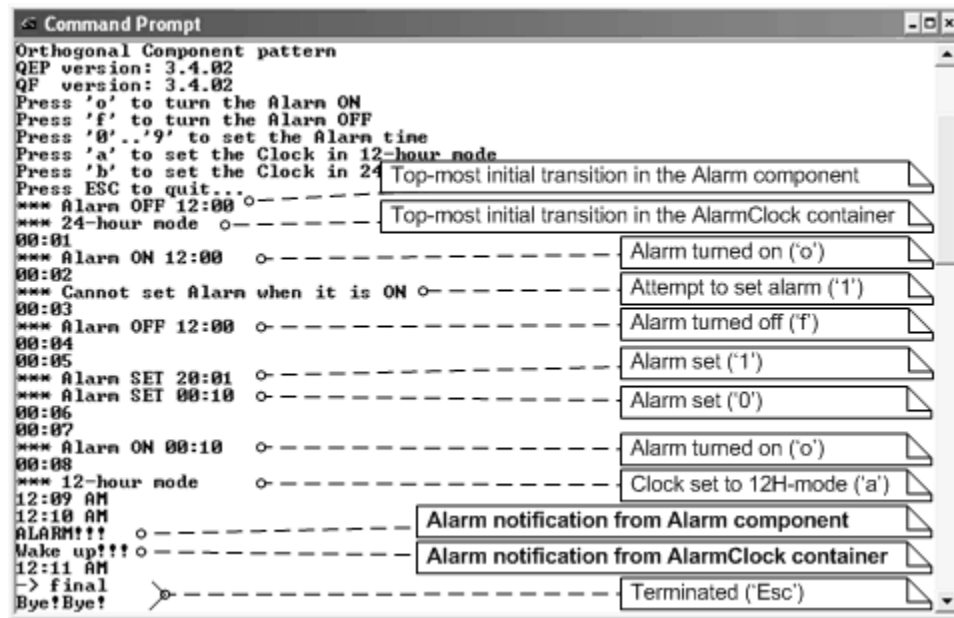 Command Prompt
Orthogonal Component pattern
QEP version: 3.4.02
QF version: 3.4.02
Press 'o' to turn the Alarm ON
Press 'f' to turn the Alarm OFF
Press '0'..'9' to set the Alarm time
Press 'a' to set the Clock in 12-hour mode
Press 'b' to set the Clock in 24
Press ESC to quit...
Top-most initial transition in the Alarm component
*** Alarm OFF 12:00
*** 24-hour mode
Top-most initial transition in the AlarmClock container
00:01
*** Alarm ON 12:00
Alarm turned on ('o')
00:02
*** Cannot set Alarm when it is ON
Attempt to set alarm ('1')
00:03
*** Alarm OFF 12:00
Alarm turned off ('f')
00:04
00:05
*** Alarm SET 20:01
Alarm set ('1')
*** Alarm SET 00:10
Alarm set ('0')
00:06
00:07
*** Alarm ON 00:10
Alarm turned on ('o')
00:08
*** 12-hour mode
Clock set to 12H-mode ('a')
12:09 AM
12:10 AM
ALARM!!!
Alarm notification from Alarm component
Wake up!!!
Alarm notification from AlarmClock container
12:11 AM
-> final
Bye!Bye!
Terminated ('Esc')